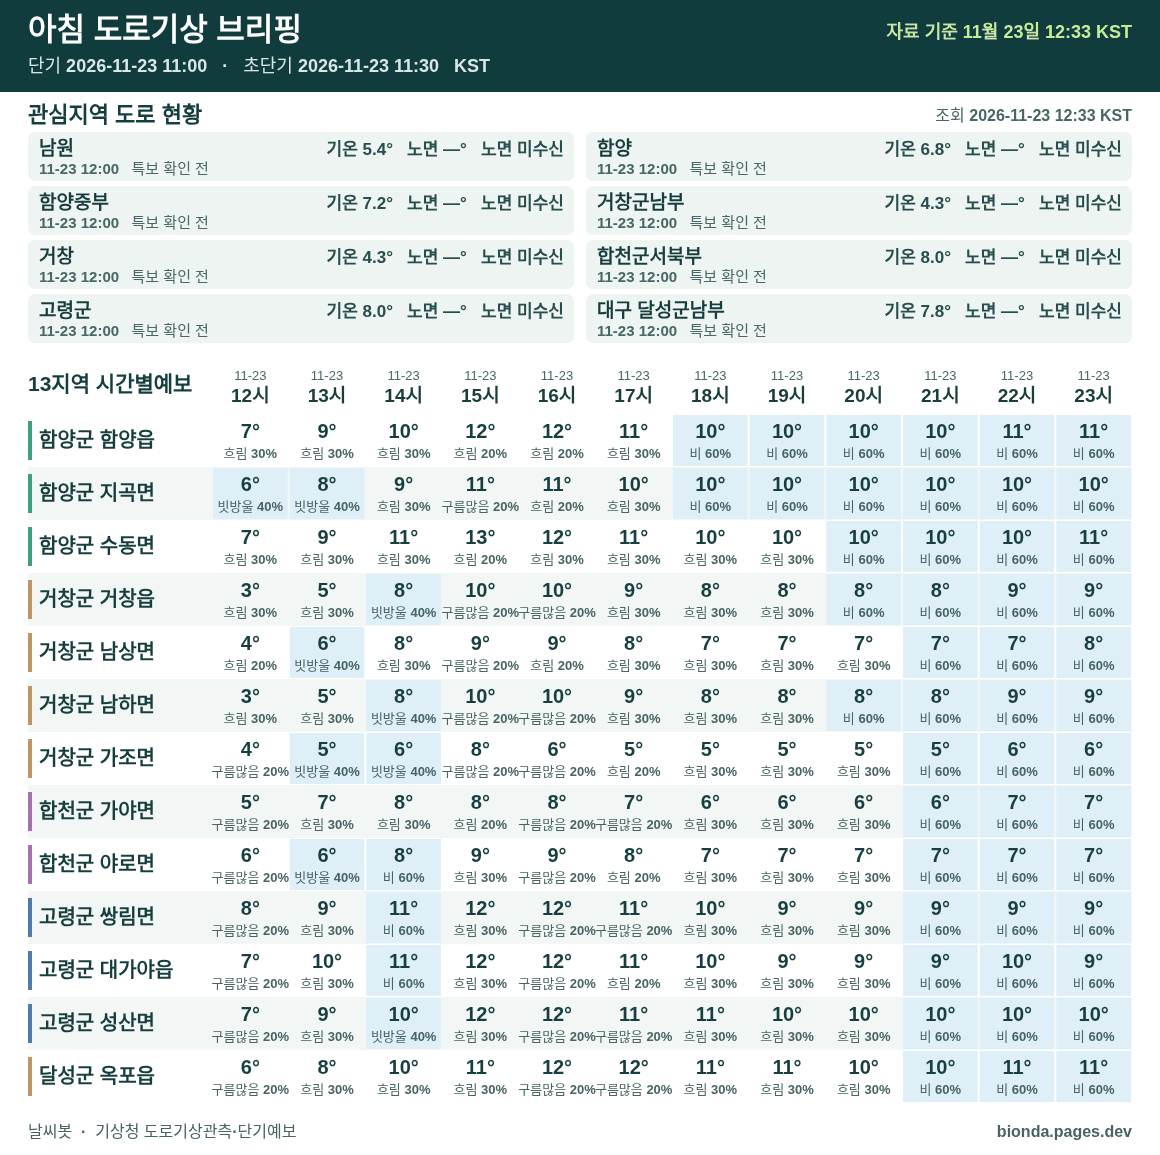 아침 도로기상 브리핑
자료 기준 11월 23일 12:33 KST
단기 2026-11-23 11:00 · 초단기 2026-11-23 11:30 KST
관심지역 도로 현황
조회 2026-11-23 12:33 KST
남원 기온 5.4° 노면 —° 노면 미수신
11-23 12:00 특보 확인 전
함양 기온 6.8° 노면 —° 노면 미수신
11-23 12:00 특보 확인 전
함양중부 기온 7.2° 노면 —° 노면 미수신
11-23 12:00 특보 확인 전
거창군남부 기온 4.3° 노면 —° 노면 미수신
11-23 12:00 특보 확인 전
거창 기온 4.3° 노면 —° 노면 미수신
11-23 12:00 특보 확인 전
합천군서북부 기온 8.0° 노면 —° 노면 미수신
11-23 12:00 특보 확인 전
고령군 기온 8.0° 노면 —° 노면 미수신
11-23 12:00 특보 확인 전
대구 달성군남부 기온 7.8° 노면 —° 노면 미수신
11-23 12:00 특보 확인 전
13지역 시간별예보
11-23 11-23 11-23 11-23 11-23 11-23 11-23 11-23 11-23 11-23 11-23 11-23
12시 13시 14시 15시 16시 17시 18시 19시 20시 21시 22시 23시
함양군 함양읍
7° 9° 10° 12° 12° 11° 10° 10° 10° 10° 11° 11°
흐림 30% 흐림 30% 흐림 30% 흐림 20% 흐림 20% 흐림 30% 비 60% 비 60% 비 60% 비 60% 비 60% 비 60%
함양군 지곡면
6° 8° 9° 11° 11° 10° 10° 10° 10° 10° 10° 10°
빗방울 40% 빗방울 40% 흐림 30% 구름많음 20% 흐림 20% 흐림 30% 비 60% 비 60% 비 60% 비 60% 비 60% 비 60%
함양군 수동면
7° 9° 11° 13° 12° 11° 10° 10° 10° 10° 10° 11°
흐림 30% 흐림 30% 흐림 30% 흐림 20% 흐림 20% 흐림 30% 흐림 30% 흐림 30% 비 60% 비 60% 비 60% 비 60%
거창군 거창읍
3° 5° 8° 10° 10° 9° 8° 8° 8° 8° 9° 9°
흐림 30% 흐림 30% 빗방울 40% 구름많음 20% 구름많음 20% 흐림 30% 흐림 30% 흐림 30% 비 60% 비 60% 비 60% 비 60%
거창군 남상면
4° 6° 8° 9° 9° 8° 7° 7° 7° 7° 7° 8°
흐림 20% 빗방울 40% 흐림 30% 구름많음 20% 흐림 20% 흐림 30% 흐림 30% 흐림 30% 흐림 30% 비 60% 비 60% 비 60%
거창군 남하면
3° 5° 8° 10° 10° 9° 8° 8° 8° 8° 9° 9°
흐림 30% 흐림 30% 빗방울 40% 구름많음 20% 구름많음 20% 흐림 30% 흐림 30% 흐림 30% 비 60% 비 60% 비 60% 비 60%
거창군 가조면
4° 5° 6° 8° 6° 5° 5° 5° 5° 5° 6° 6°
구름많음 20% 빗방울 40% 빗방울 40% 구름많음 20% 구름많음 20% 흐림 20% 흐림 30% 흐림 30% 흐림 30% 비 60% 비 60% 비 60%
합천군 가야면
5° 7° 8° 8° 8° 7° 6° 6° 6° 6° 7° 7°
구름많음 20% 흐림 30% 흐림 30% 흐림 20% 구름많음 20% 구름많음 20% 흐림 30% 흐림 30% 흐림 30% 비 60% 비 60% 비 60%
합천군 야로면
6° 6° 8° 9° 9° 8° 7° 7° 7° 7° 7° 7°
구름많음 20% 빗방울 40% 비 60% 흐림 30% 구름많음 20% 흐림 20% 흐림 30% 흐림 30% 흐림 30% 비 60% 비 60% 비 60%
고령군 쌍림면
8° 9° 11° 12° 12° 11° 10° 9° 9° 9° 9° 9°
구름많음 20% 흐림 30% 비 60% 흐림 30% 구름많음 20% 구름많음 20% 흐림 30% 흐림 30% 흐림 30% 비 60% 비 60% 비 60%
고령군 대가야읍
7° 10° 11° 12° 12° 11° 10° 9° 9° 9° 10° 9°
구름많음 20% 흐림 30% 비 60% 흐림 30% 구름많음 20% 흐림 20% 흐림 30% 흐림 30% 흐림 30% 비 60% 비 60% 비 60%
고령군 성산면
7° 9° 10° 12° 12° 11° 11° 10° 10° 10° 10° 10°
구름많음 20% 흐림 30% 빗방울 40% 흐림 30% 구름많음 20% 구름많음 20% 흐림 30% 흐림 30% 흐림 30% 비 60% 비 60% 비 60%
달성군 옥포읍
6° 8° 10° 11° 12° 12° 11° 11° 10° 10° 11° 11°
구름많음 20% 흐림 30% 흐림 30% 흐림 30% 구름많음 20% 구름많음 20% 흐림 30% 흐림 30% 흐림 30% 비 60% 비 60% 비 60%
날씨봇 · 기상청 도로기상관측·단기예보
bionda.pages.dev